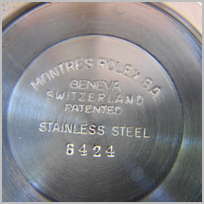 MONTRES ROLEX S.A.
GENEVA
SWITZERLAND
PATENTED
STAINLESS STEEL
6424